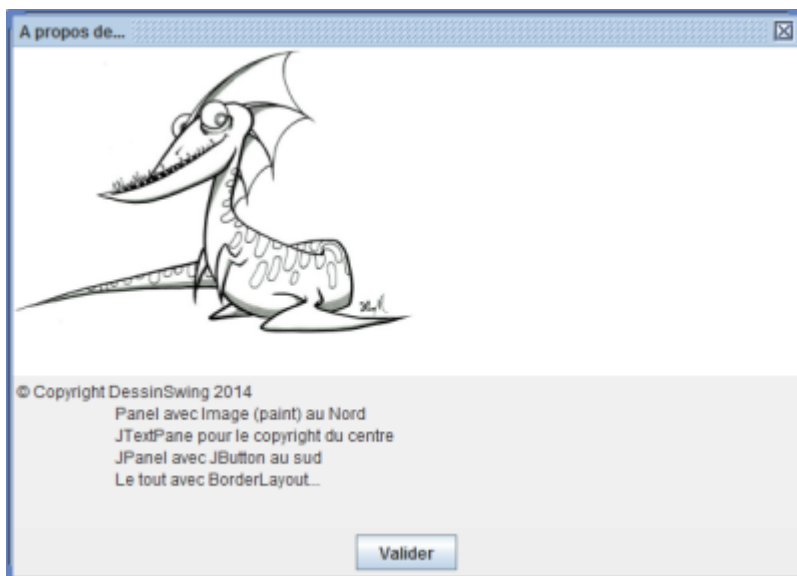 A propos de...
© Copyright DessinSwing 2014
Panel avec Image (paint) au Nord
JTextPane pour le copyright du centre
JPanel avec JButton au sud
Le tout avec BorderLayout...
Valider